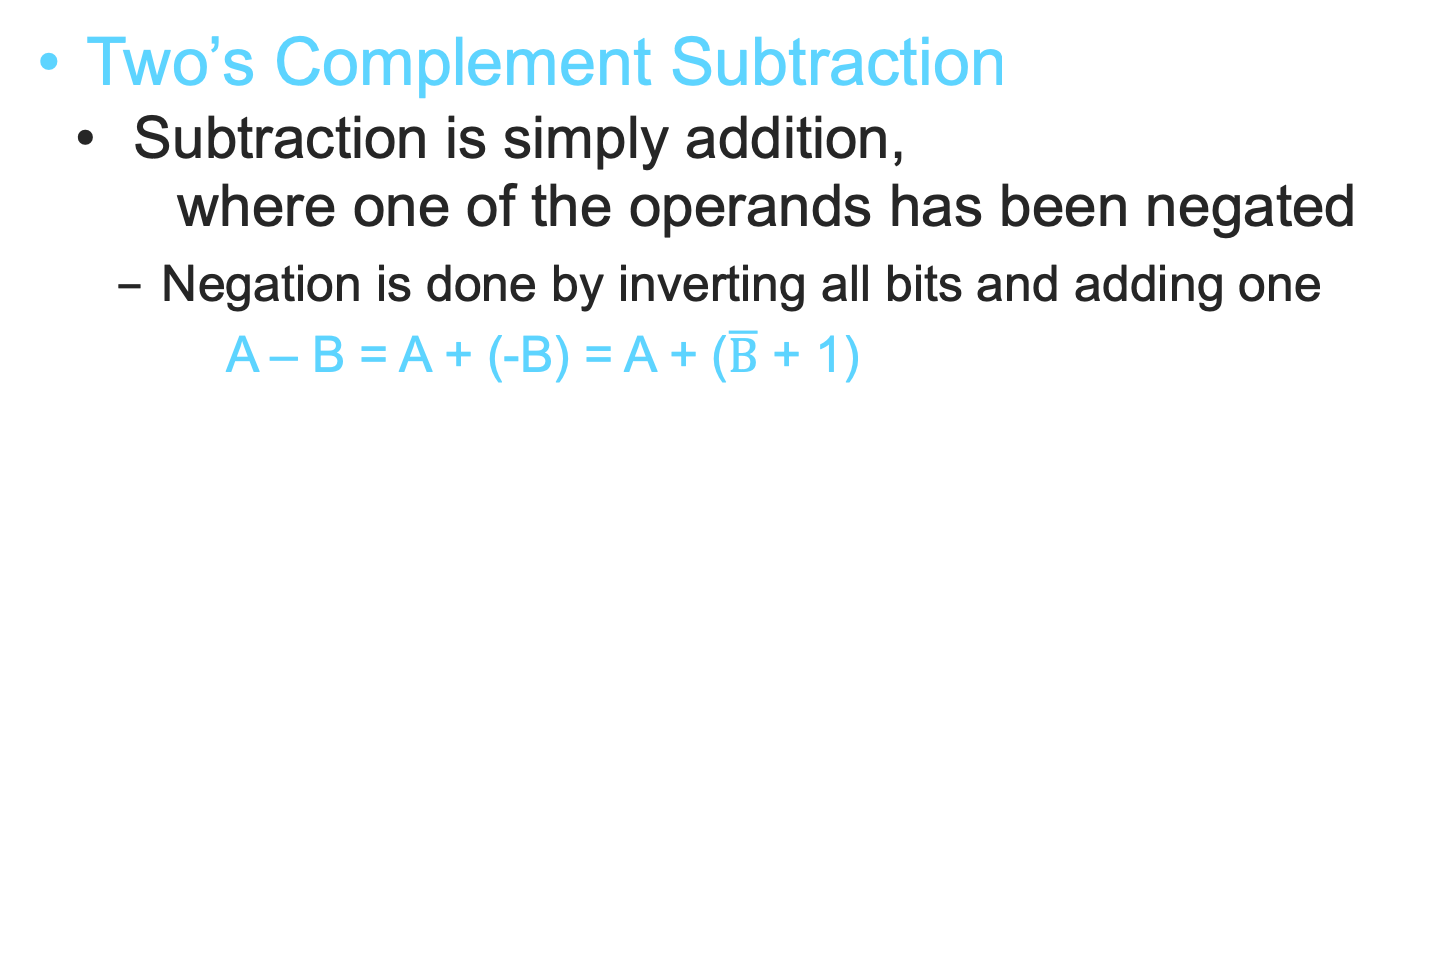 • Two’s Complement Subtraction
• Subtraction is simply addition,
where one of the operands has been negated
– Negation is done by inverting all bits and adding one
A – B = A + (-B) = A + (B̅ + 1)